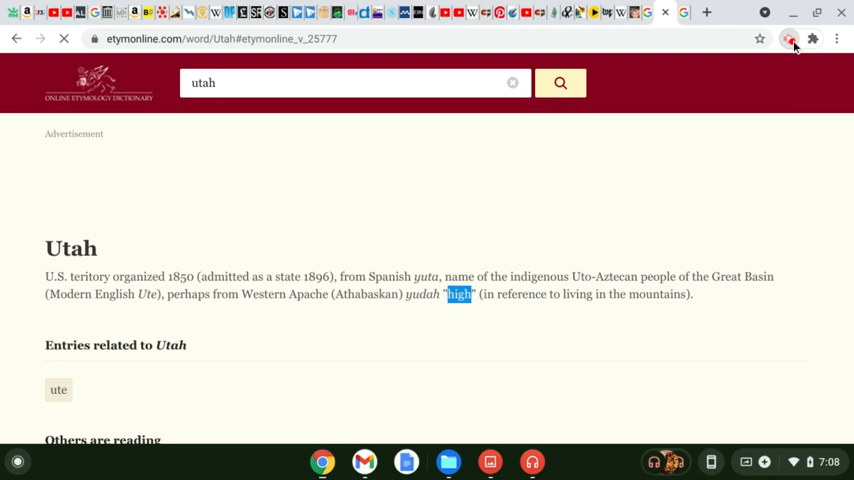 etymonline.com/word/Utah#etymonline_v_25777
ONLINE ETYMOLOGY DICTIONARY
utah
Advertisement
Utah
U.S. teritory organized 1850 (admitted as a state 1896), from Spanish yuta, name of the indigenous Uto-Aztecan people of the Great Basin
(Modern English Ute), perhaps from Western Apache (Athabaskan) yudah "high" (in reference to living in the mountains).
Entries related to Utah
ute
Others are reading
7:08